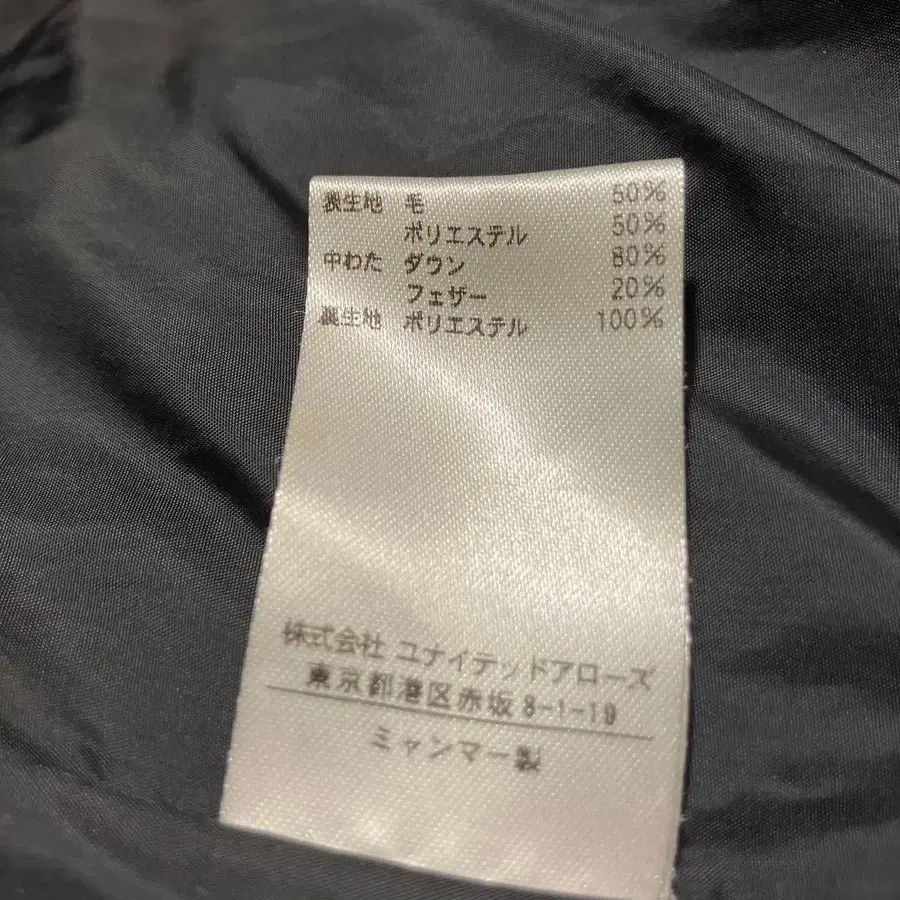 表生地 毛 50%
ポリエステル 50%
中わた ダウン 80%
フェザー 20%
裏生地 ポリエステル 100%
株式会社 ユナイテッドアローズ
東京都港区赤坂8-1-19
ミャンマー製